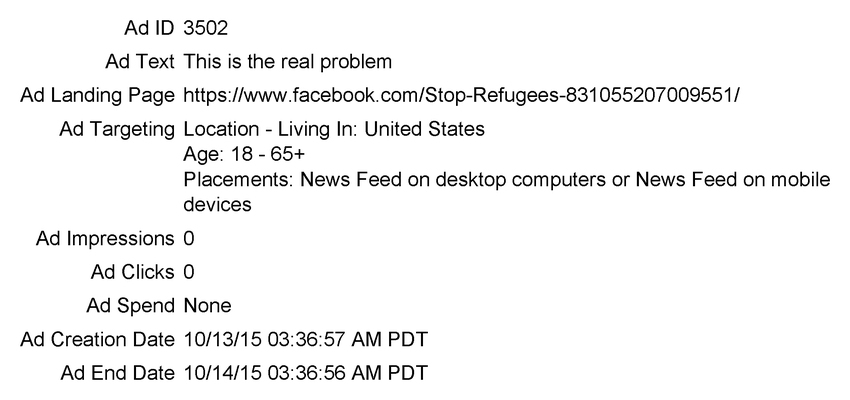 Ad ID 3502
Ad Text This is the real problem
Ad Landing Page https://www.facebook.com/Stop-Refugees-831055207009551/
Ad Targeting Location - Living In: United States
Age: 18 - 65+
Placements: News Feed on desktop computers or News Feed on mobile
devices
Ad Impressions 0
Ad Clicks 0
Ad Spend None
Ad Creation Date 10/13/15 03:36:57 AM PDT
Ad End Date 10/14/15 03:36:56 AM PDT